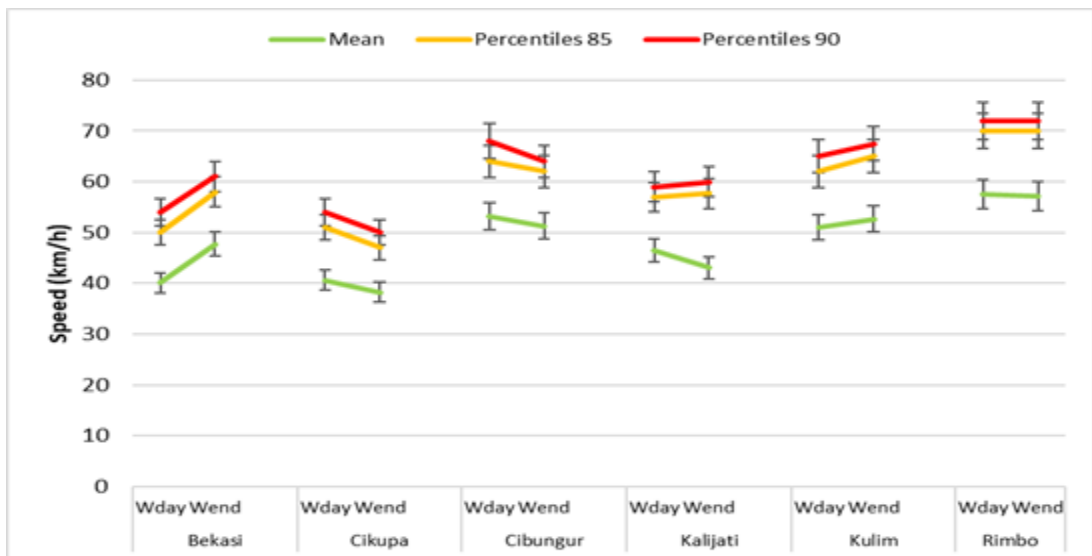 Mean Percentiles 85 Percentiles 90
Speed (km/h)
80
70
60
50
40
30
20
10
0
Wday Wend Wday Wend Wday Wend Wday Wend Wday Wend Wday Wend
Bekasi Cikupa Cibungur Kalijati Kulim Rimbo